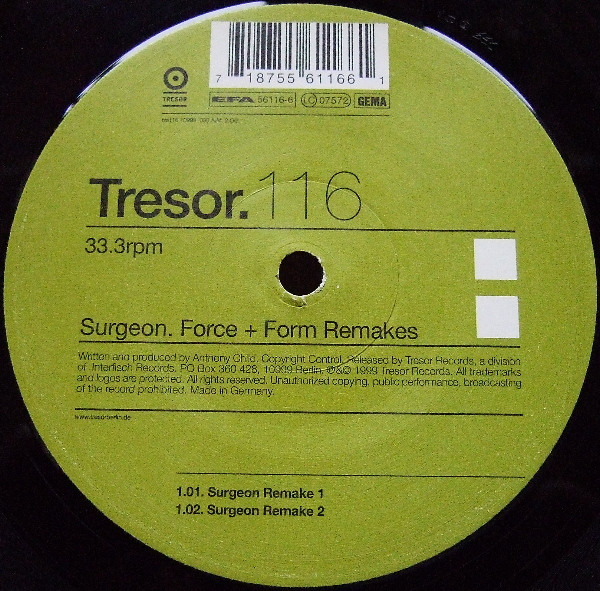 7 18755 61166 1
TRESOR
EFA 56116-6 LC 07572 GEMA
Tresor.116
33.3rpm
Surgeon. Force + Form Remakes
Written and produced by Anthony Child. Copyright Control. Released by Tresor Records, a division
of Interfisch Records, PO Box 360 428, 10999 Berlin, ℗&© 1999 Tresor Records. All trademarks
and logos are protected. All rights reserved. Unauthorized copying, public performance, broadcasting
of the record prohibited. Made in Germany.
www.tresorberlin.de
1.01. Surgeon Remake 1
1.02. Surgeon Remake 2